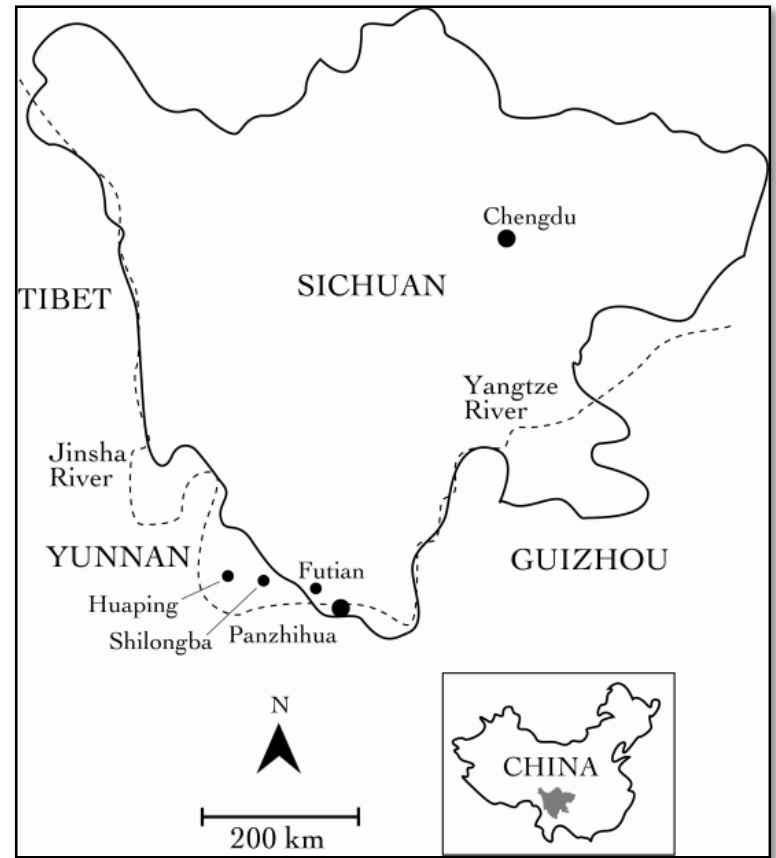 Chengdu
SICHUAN
TIBET
Yangtze
River
Jinsha
River
YUNNAN
GUIZHOU
Futian
Huaping
Shilongba
Panzhihua
N
CHINA
200 km